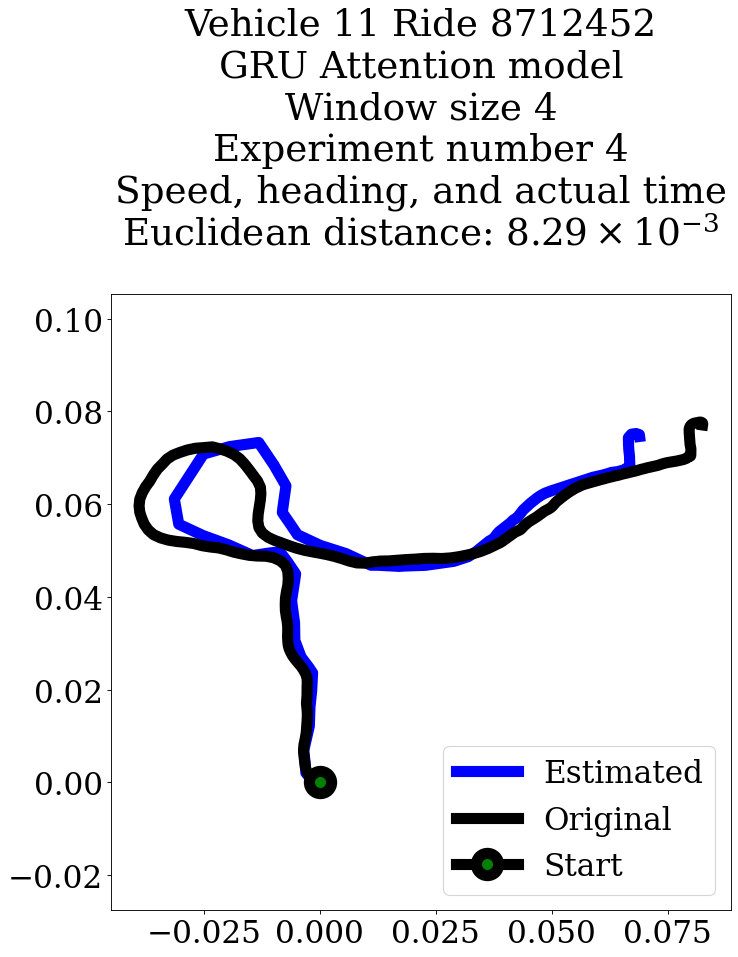 Vehicle 11 Ride 8712452
GRU Attention model
Window size 4
Experiment number 4
Speed, heading, and actual time
Euclidean distance: 8.29 × 10⁻³
0.10
0.08
0.06
0.04
0.02
0.00
−0.02
Estimated
Original
Start
−0.025 0.000 0.025 0.050 0.075